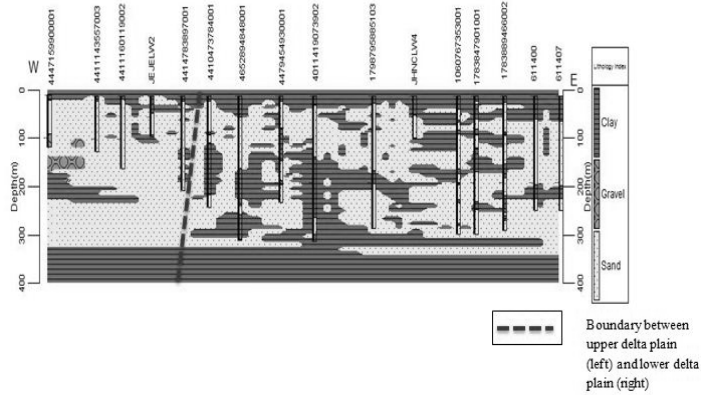 4447159900001
4411143557003
4411160119002
JEJELW2
4414783897001
4410473784001
4652894848001
4479454930001
4011419073902
1798795885103
JHNCLW4
1060767353001
1783847901001
1783889466002
611400
611407
W
E
Lithology Index
0
100
200
300
400
Depth(m)
0
100
200
300
400
Depth(m)
Clay
Gravel
Sand
Boundary between
upper delta plain
(left) and lower delta
plain (right)